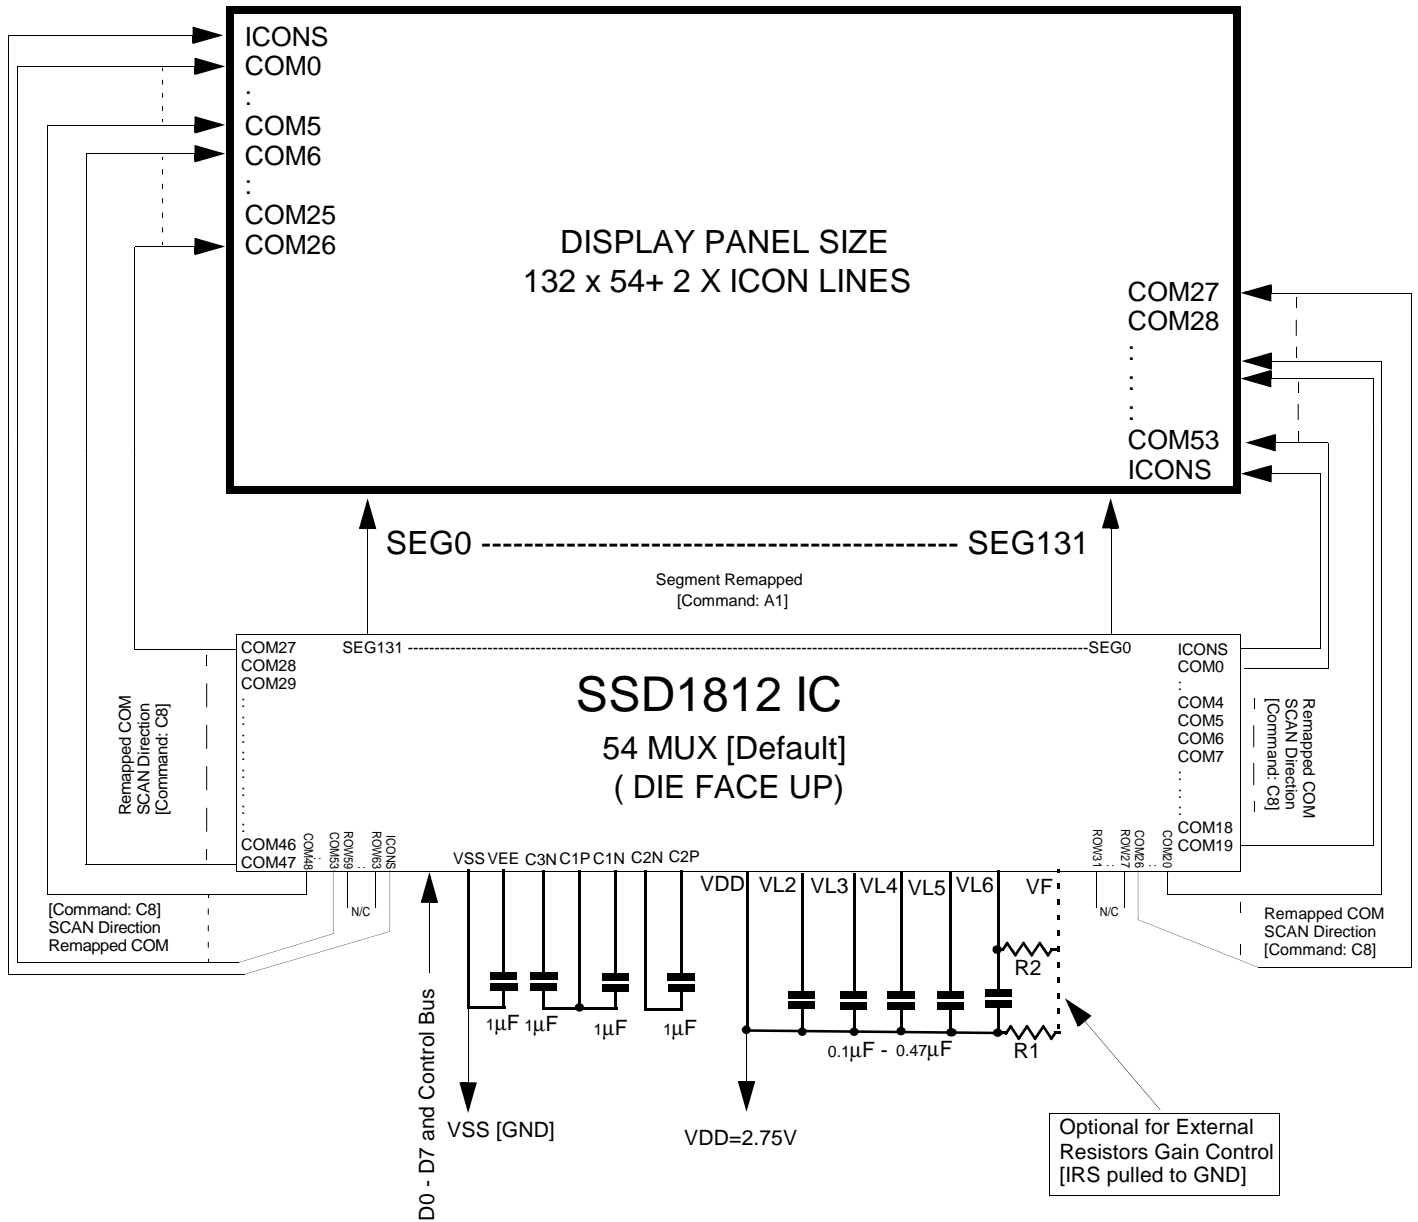 ICONS
COM0
:
COM5
COM6
:
COM25
COM26
DISPLAY PANEL SIZE
132 x 54+ 2 X ICON LINES
COM27
COM28
:
:
:
COM53
ICONS
SEG0 -------------------------------------------- SEG131
Segment Remapped
[Command: A1]
COM27
COM28
COM29
:
:
:
:
:
:
:
:
COM46
COM47
SEG131 ----------------------------------------SEG0
SSD1812 IC
54 MUX [Default]
( DIE FACE UP)
ICONS
COM0
:
COM4
COM5
COM6
COM7
:
:
:
:
COM18
COM19
Remapped COM
SCAN Direction
[Command: C8]
Remapped COM
SCAN Direction
[Command: C8]
COM48
:
COM53
ROW59
:
ROW63
ICONS
VSS VEE C3N C1P C1N C2N C2P
VDD VL2 VL3 VL4 VL5 VL6 VF
ROW31
:
ROW27
COM26
:
COM20
N/C
N/C
[Command: C8]
SCAN Direction
Remapped COM
Remapped COM
SCAN Direction
[Command: C8]
D0 - D7 and Control Bus
1µF 1µF 1µF 1µF
R2
R1
0.1µF - 0.47µF
VSS [GND]
VDD=2.75V
Optional for External
Resistors Gain Control
[IRS pulled to GND]